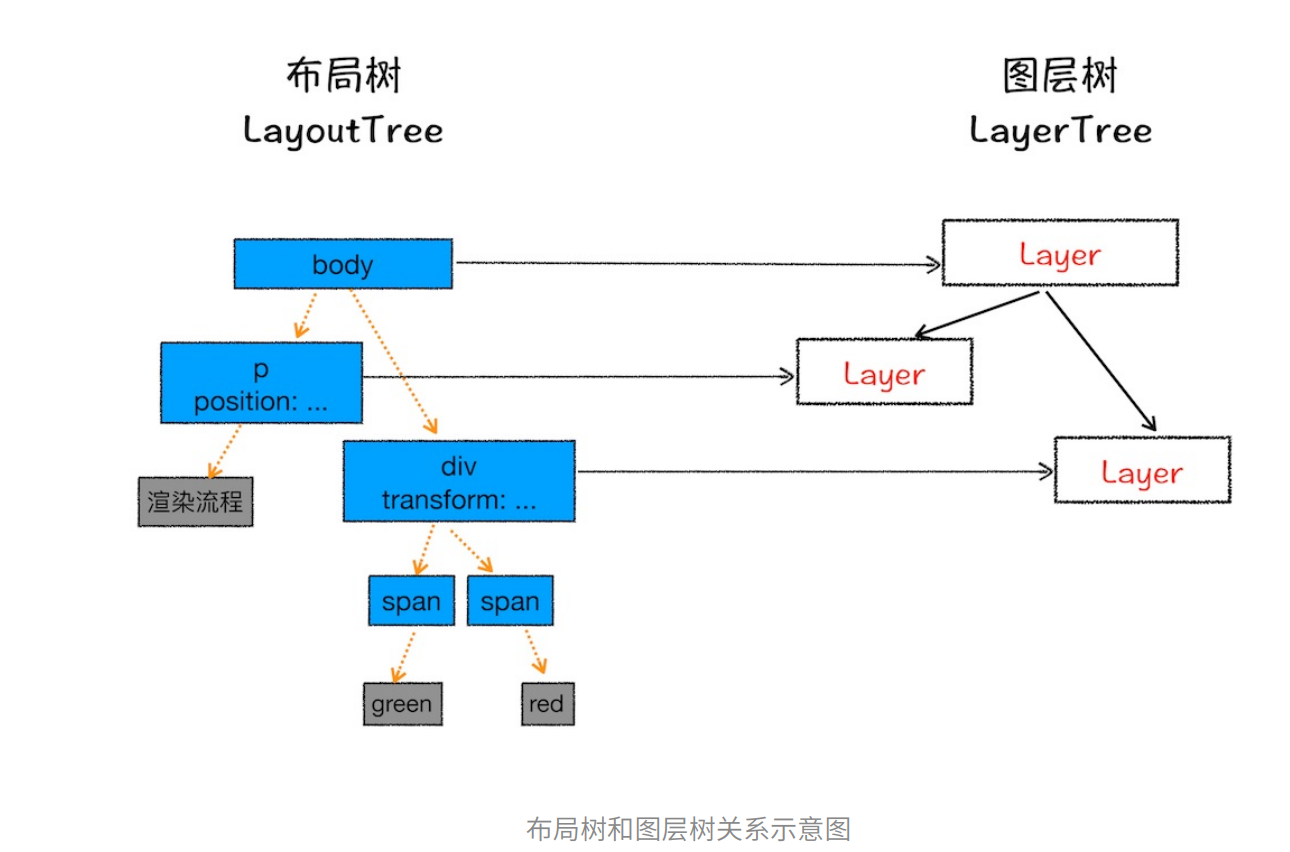 布局树
LayoutTree
图层树
LayerTree
body
Layer
p
position: ...
Layer
div
transform: ...
Layer
渲染流程
span
span
green
red
布局树和图层树关系示意图